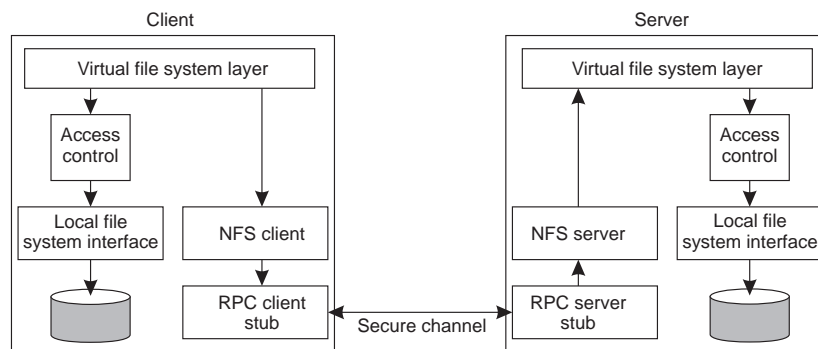 Client
Server
Virtual file system layer
Virtual file system layer
Access
control
Access
control
Local file
system interface
NFS client
NFS server
Local file
system interface
RPC client
stub
Secure channel
RPC server
stub